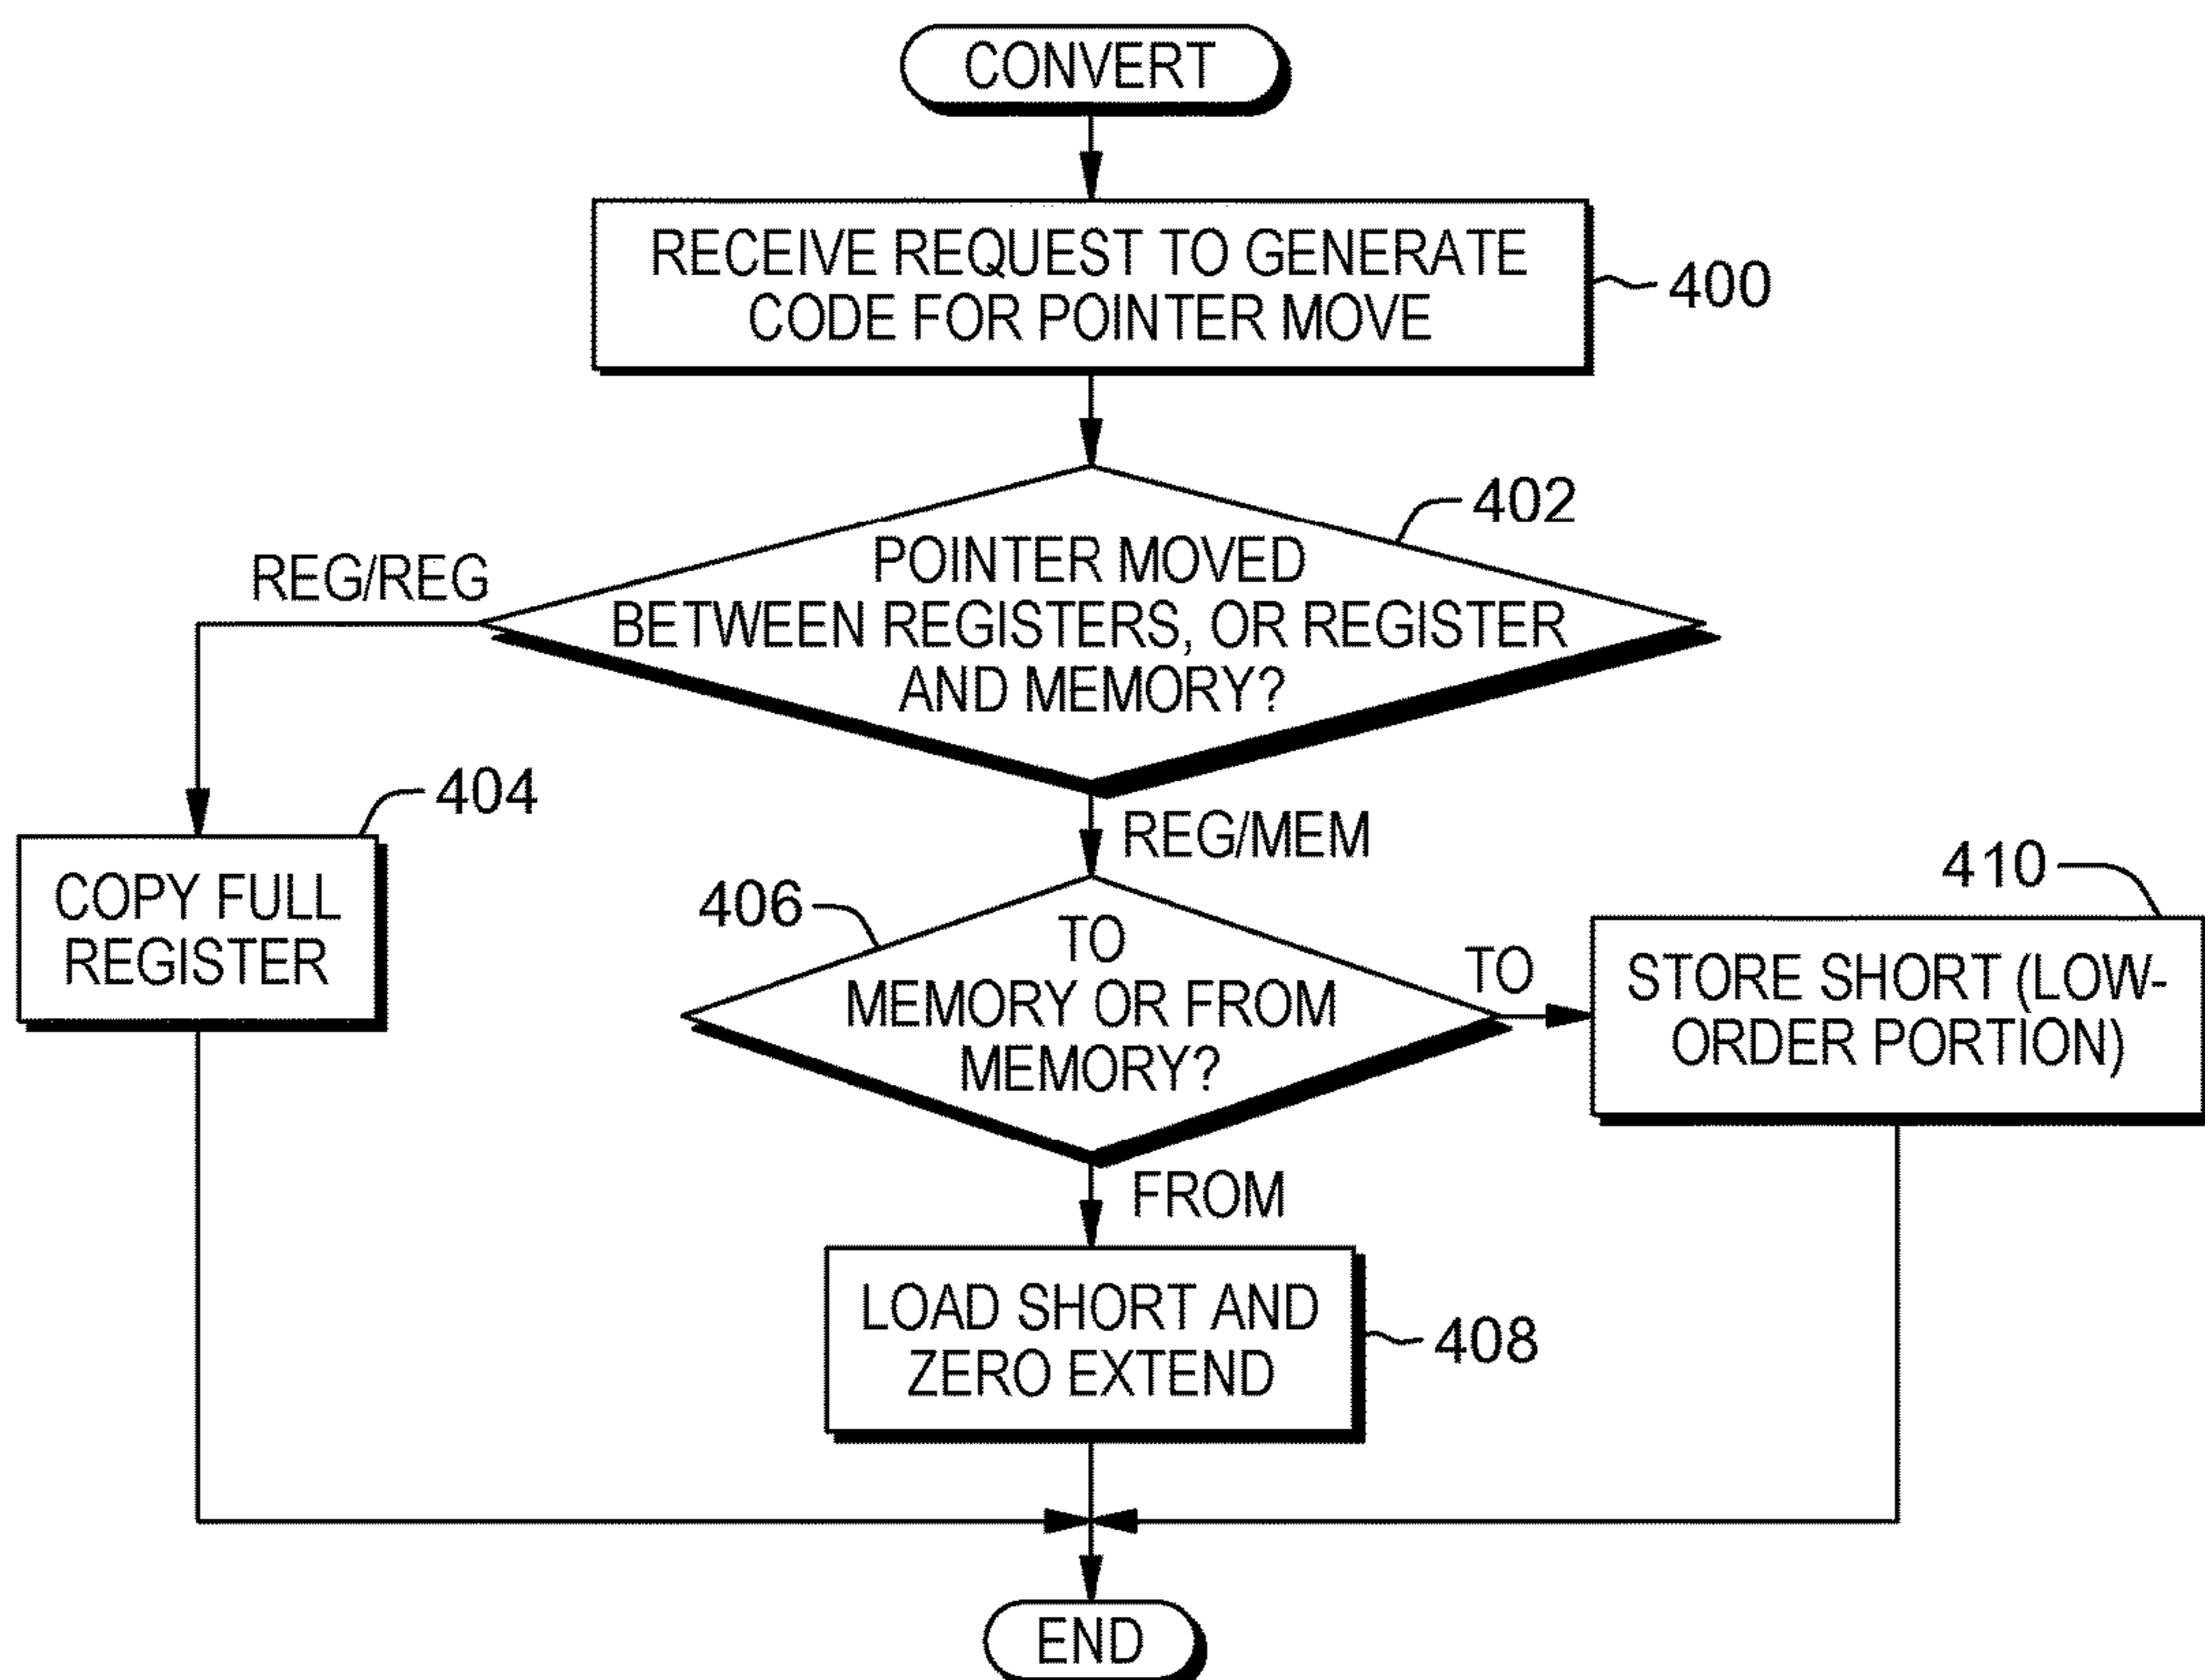 CONVERT
RECEIVE REQUEST TO GENERATE
CODE FOR POINTER MOVE
400
402
POINTER MOVED
BETWEEN REGISTERS, OR REGISTER
AND MEMORY?
REG/REG
404
COPY FULL
REGISTER
REG/MEM
406
TO
MEMORY OR FROM
MEMORY?
TO
410
STORE SHORT (LOW-
ORDER PORTION)
FROM
LOAD SHORT AND
ZERO EXTEND
408
END